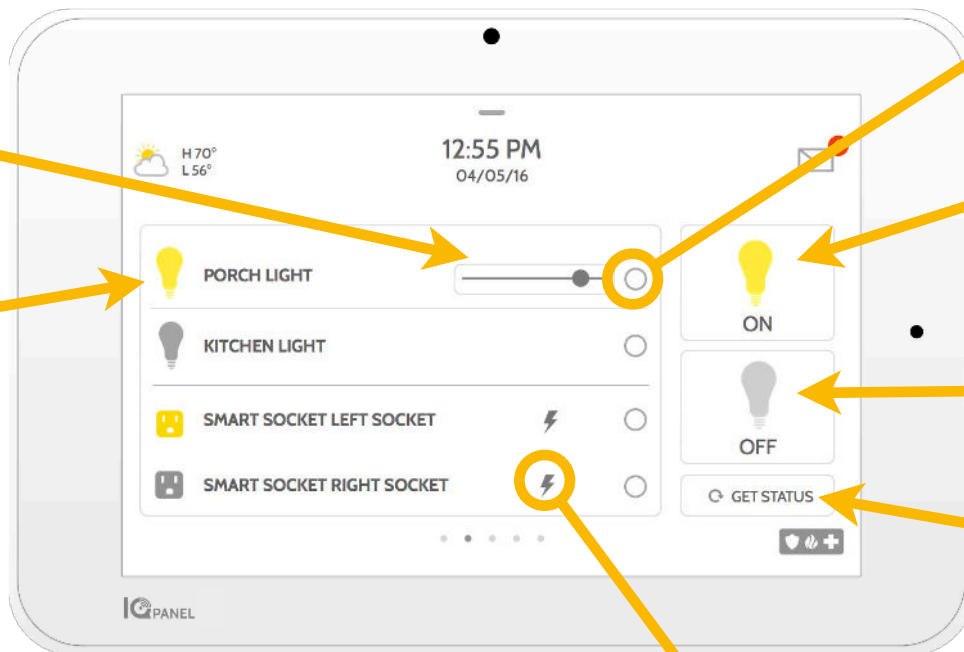 H 70°
L 56°
12:55 PM
04/05/16
PORCH LIGHT
KITCHEN LIGHT
SMART SOCKET LEFT SOCKET
SMART SOCKET RIGHT SOCKET
ON
OFF
GET STATUS
IQ PANEL